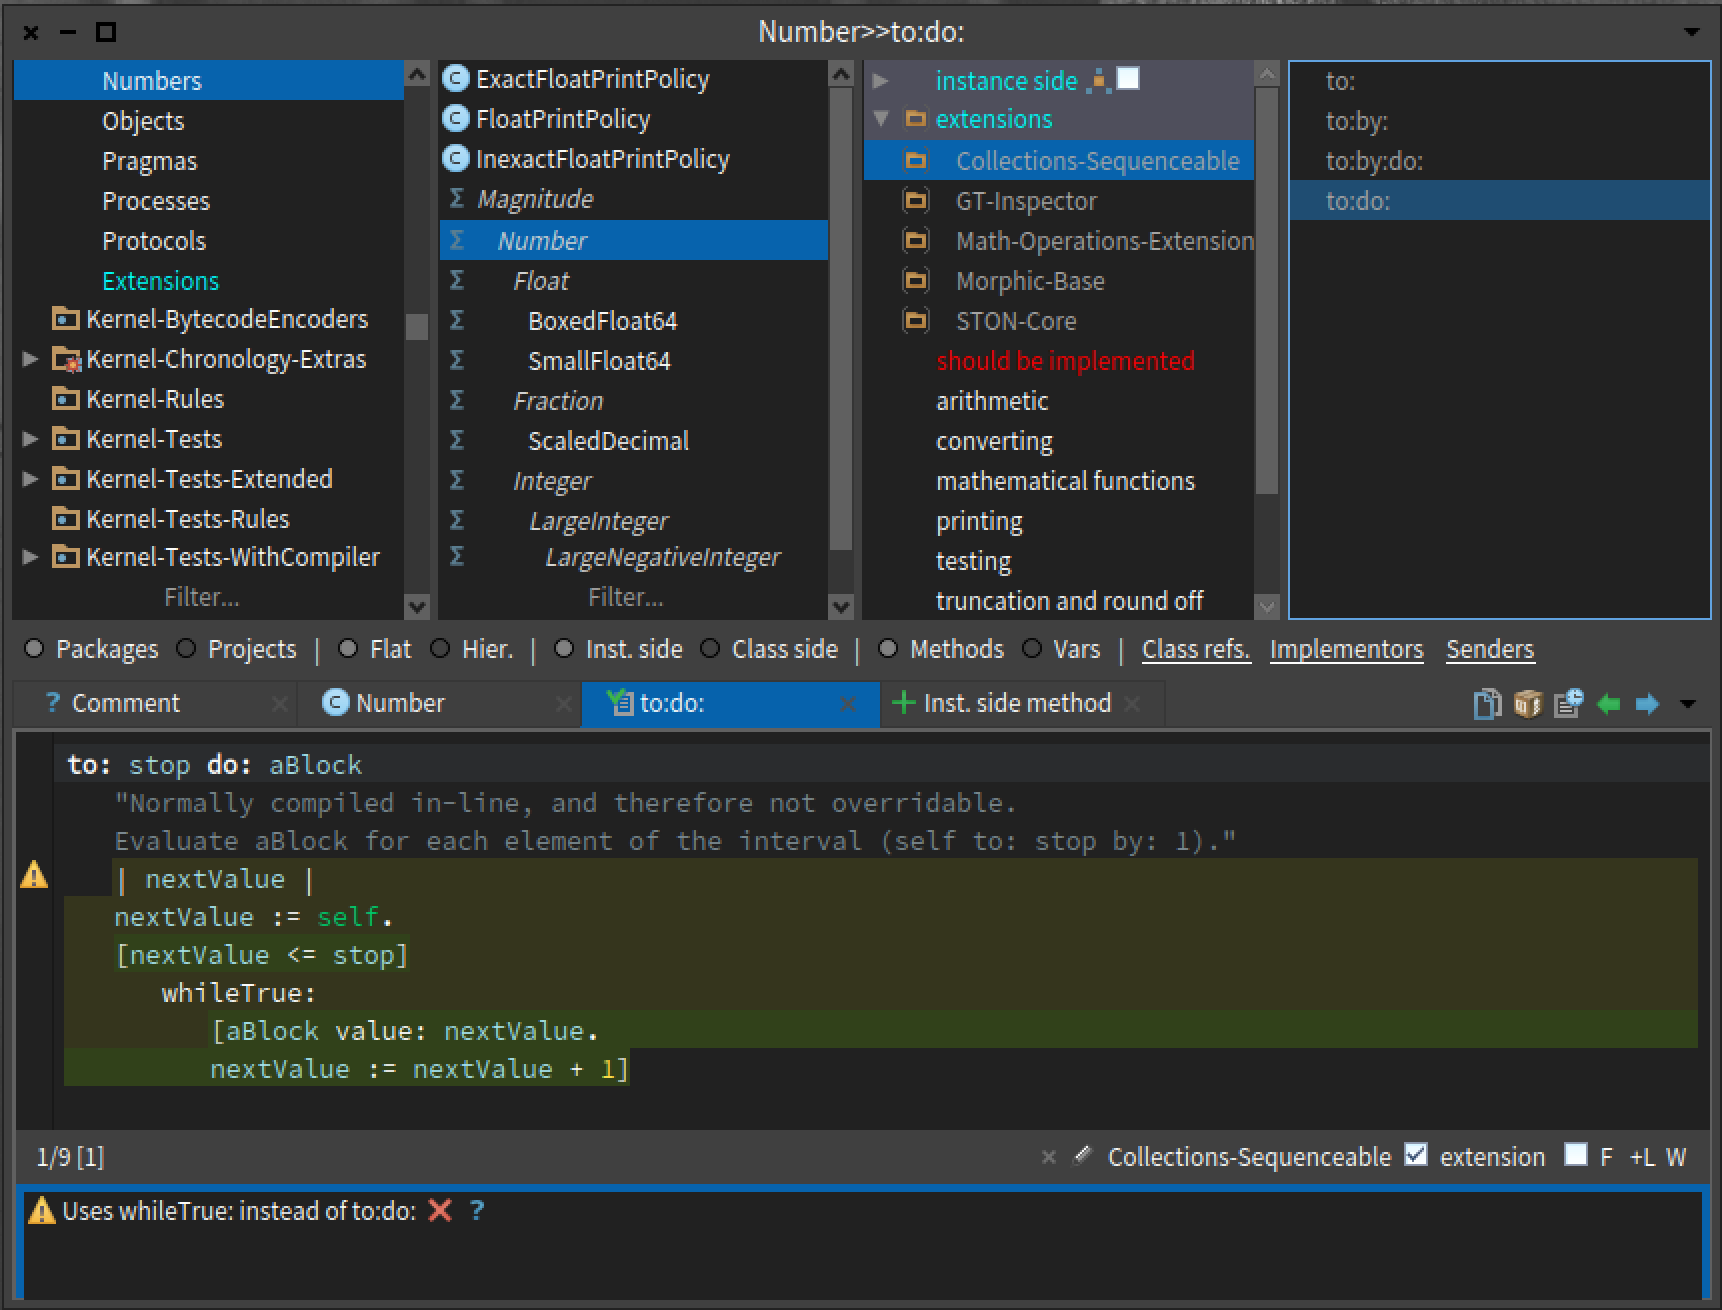 Number>>to:do:
Numbers
Objects
Pragmas
Processes
Protocols
Extensions
Kernel-BytecodeEncoders
Kernel-Chronology-Extras
Kernel-Rules
Kernel-Tests
Kernel-Tests-Extended
Kernel-Tests-Rules
Kernel-Tests-WithCompiler
Filter...
ExactFloatPrintPolicy
FloatPrintPolicy
InexactFloatPrintPolicy
Σ Magnitude
Σ Number
Σ Float
Σ BoxedFloat64
Σ SmallFloat64
Σ Fraction
Σ ScaledDecimal
Σ Integer
Σ LargeInteger
Σ LargeNegativeInteger
Filter...
instance side
extensions
Collections-Sequenceable
GT-Inspector
Math-Operations-Extension
Morphic-Base
STON-Core
should be implemented
arithmetic
converting
mathematical functions
printing
testing
truncation and round off
to:
to:by:
to:by:do:
to:do:
Packages Projects | Flat Hier. | Inst. side Class side | Methods Vars | Class refs. Implementors Senders
? Comment Number to:do: Inst. side method
to: stop do: aBlock
"Normally compiled in-line, and therefore not overridable.
Evaluate aBlock for each element of the interval (self to: stop by: 1)."
| nextValue |
nextValue := self.
[nextValue <= stop]
whileTrue:
[aBlock value: nextValue.
nextValue := nextValue + 1]
1/9 [1] Collections-Sequenceable extension F +L W
Uses whileTrue: instead of to:do: ?